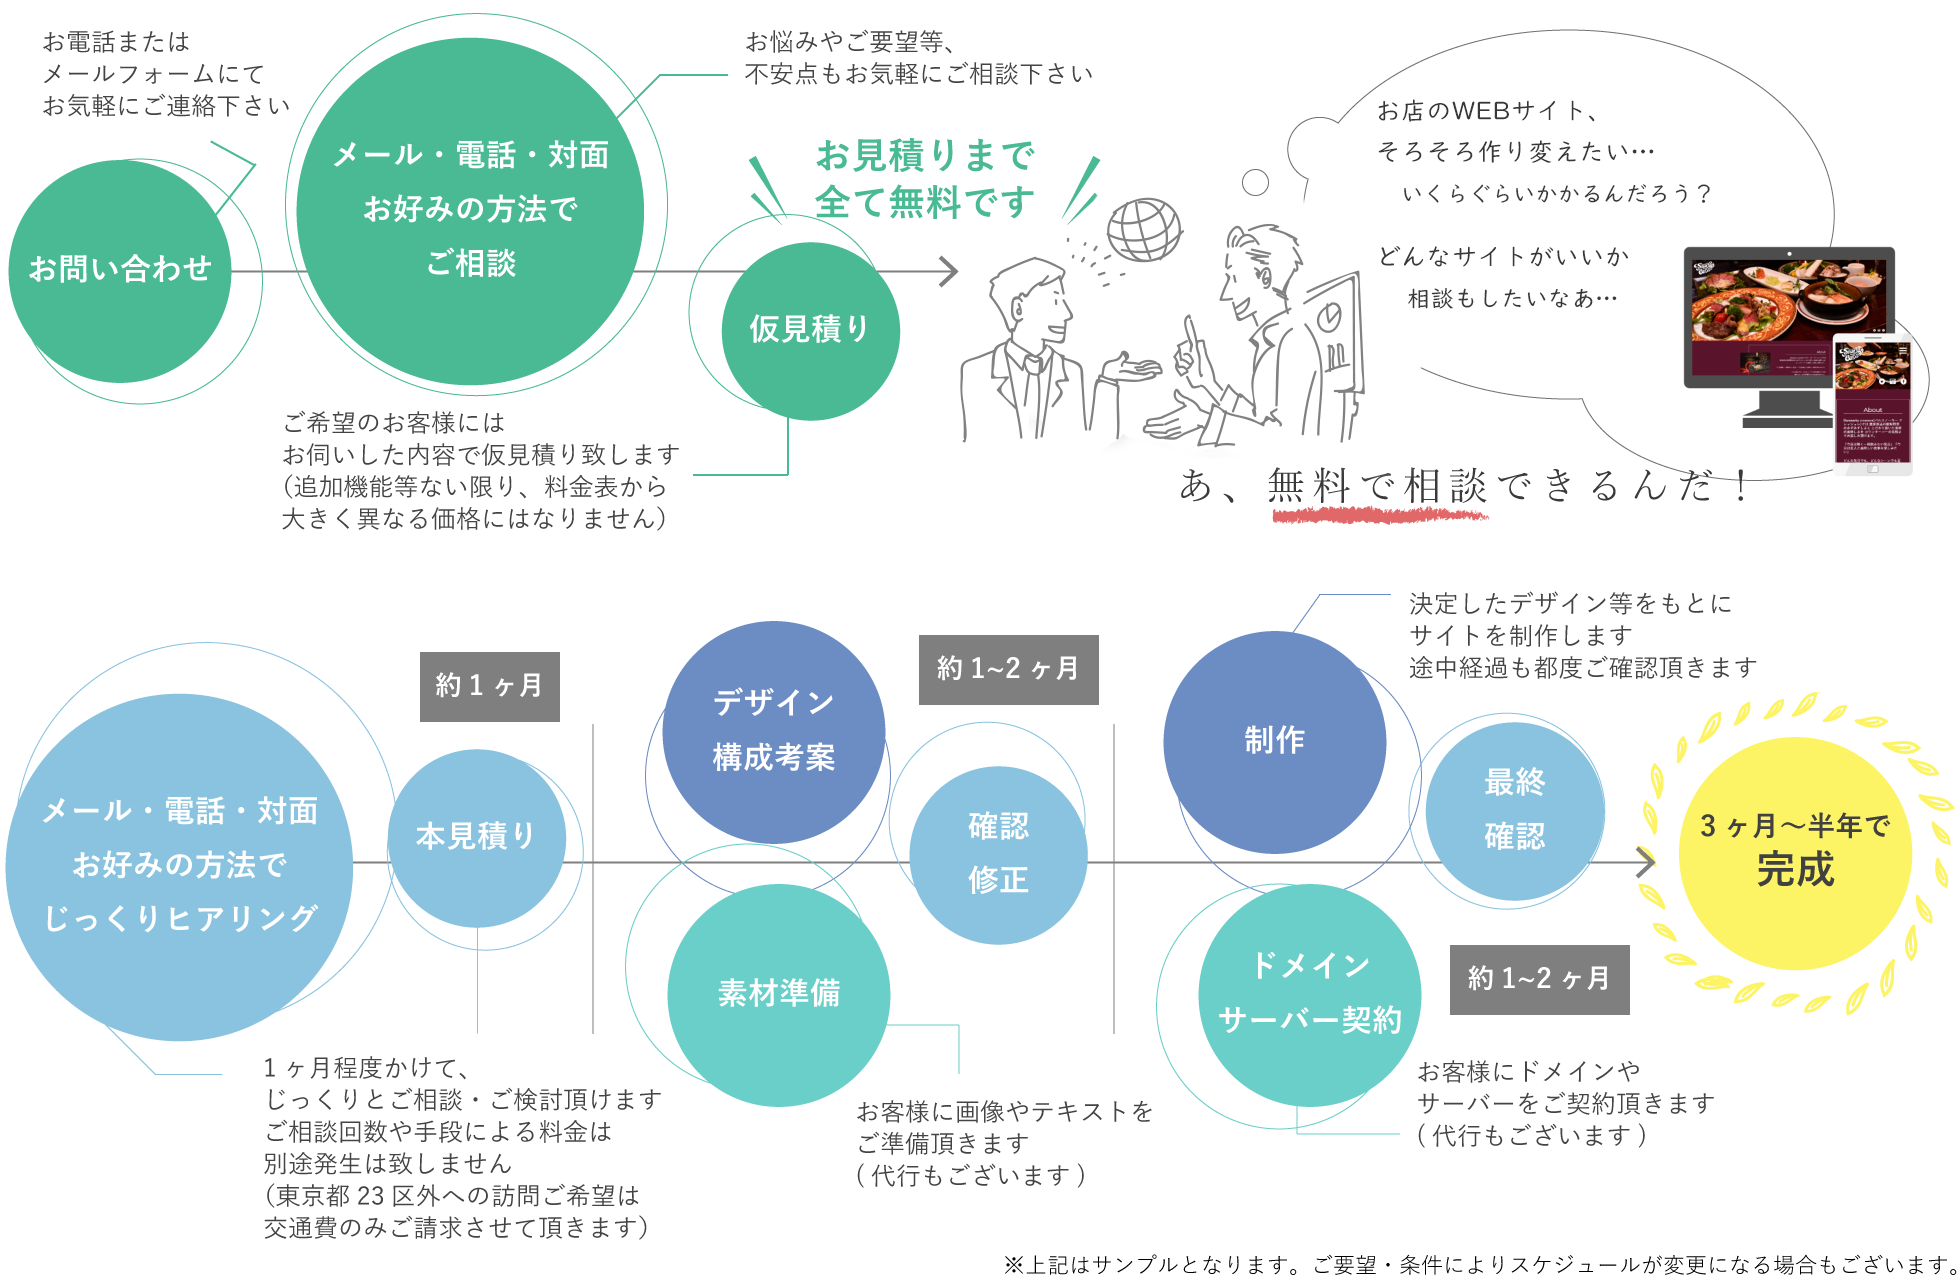 お電話または
メールフォームにて
お気軽にご連絡下さい
お問い合わせ
メール・電話・対面
お好みの方法で
ご相談
お悩みやご要望等、
不安点もお気軽にご相談下さい
お見積りまで
全て無料です
仮見積り
ご希望のお客様には
お伺いした内容で仮見積り致します
（追加機能等ない限り、料金表から
大きく異なる価格にはなりません）
お店のWEBサイト、
そろそろ作り変えたい…
いくらぐらいかかるんだろう？
どんなサイトがいいか
相談もしたいなあ…
About
あ、無料で相談できるんだ！
メール・電話・対面
お好みの方法で
じっくりヒアリング
約 1 ヶ月
本見積り
1 ヶ月程度かけて、
じっくりとご相談・ご検討頂けます
ご相談回数や手段による料金は
別途発生は致しません
（東京都 23 区外への訪問ご希望は
交通費のみご請求させて頂きます）
デザイン
構成考案
素材準備
お客様に画像やテキストを
ご準備頂きます
( 代行もございます )
約 1~2 ヶ月
確認
修正
制作
決定したデザイン等をもとに
サイトを制作します
途中経過も都度ご確認頂きます
ドメイン
サーバー契約
お客様にドメインや
サーバーをご契約頂きます
( 代行もございます )
最終
確認
約 1~2 ヶ月
3 ヶ月～半年で
完成
※上記はサンプルとなります。ご要望・条件によりスケジュールが変更になる場合もございます。